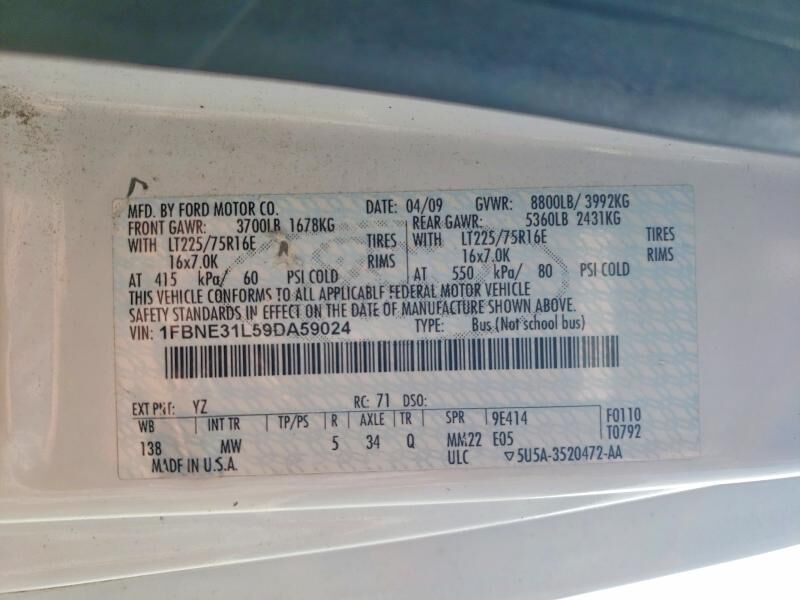 MFD. BY FORD MOTOR CO. DATE: 04/09 GVWR: 8800LB/ 3992KG
FRONT GAWR: 3700LB 1678KG REAR GAWR: 5360LB 2431KG
WITH LT225/75R16E TIRES WITH LT225/75R16E TIRES
16x7.0K RIMS 16x7.0K RIMS
AT 415 kPa/ 60 PSI COLD AT 550 kPa/ 80 PSI COLD
THIS VEHICLE CONFORMS TO ALL APPLICABLE FEDERAL MOTOR VEHICLE
SAFETY STANDARDS IN EFFECT ON THE DATE OF MANUFACTURE SHOWN ABOVE.
VIN: 1FBNE31L59DA59024 TYPE: Bus (Not school bus)
EXT PNT: YZ RC: 71 DSO:
WB INT TR TP/PS R AXLE TR SPR 9E414 F0110
138 MW 5 34 Q MM22 E05 T0792
MADE IN U.S.A. ULC ▽5U5A-3520472-AA